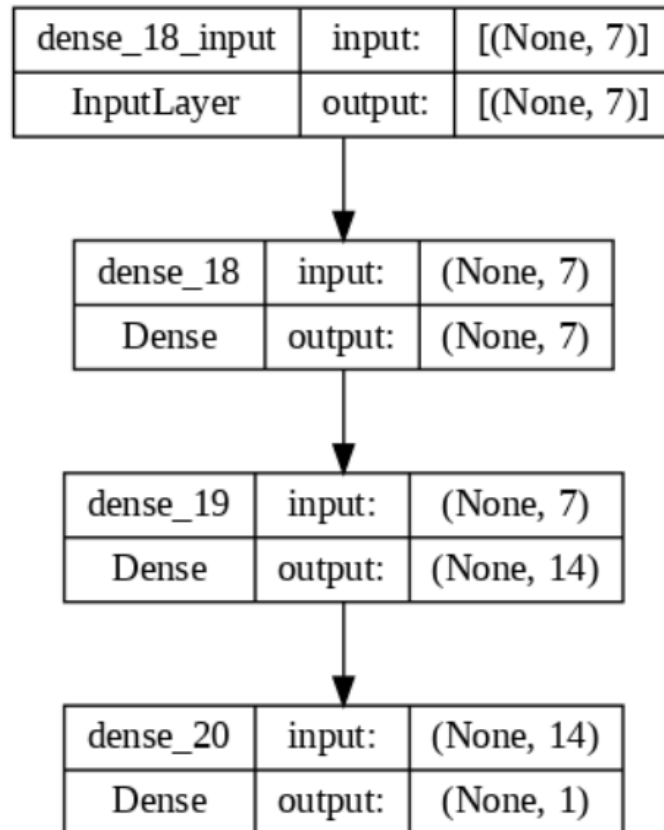 dense_18_input input: [(None, 7)]
InputLayer output: [(None, 7)]
dense_18 input: (None, 7)
Dense output: (None, 7)
dense_19 input: (None, 7)
Dense output: (None, 14)
dense_20 input: (None, 14)
Dense output: (None, 1)